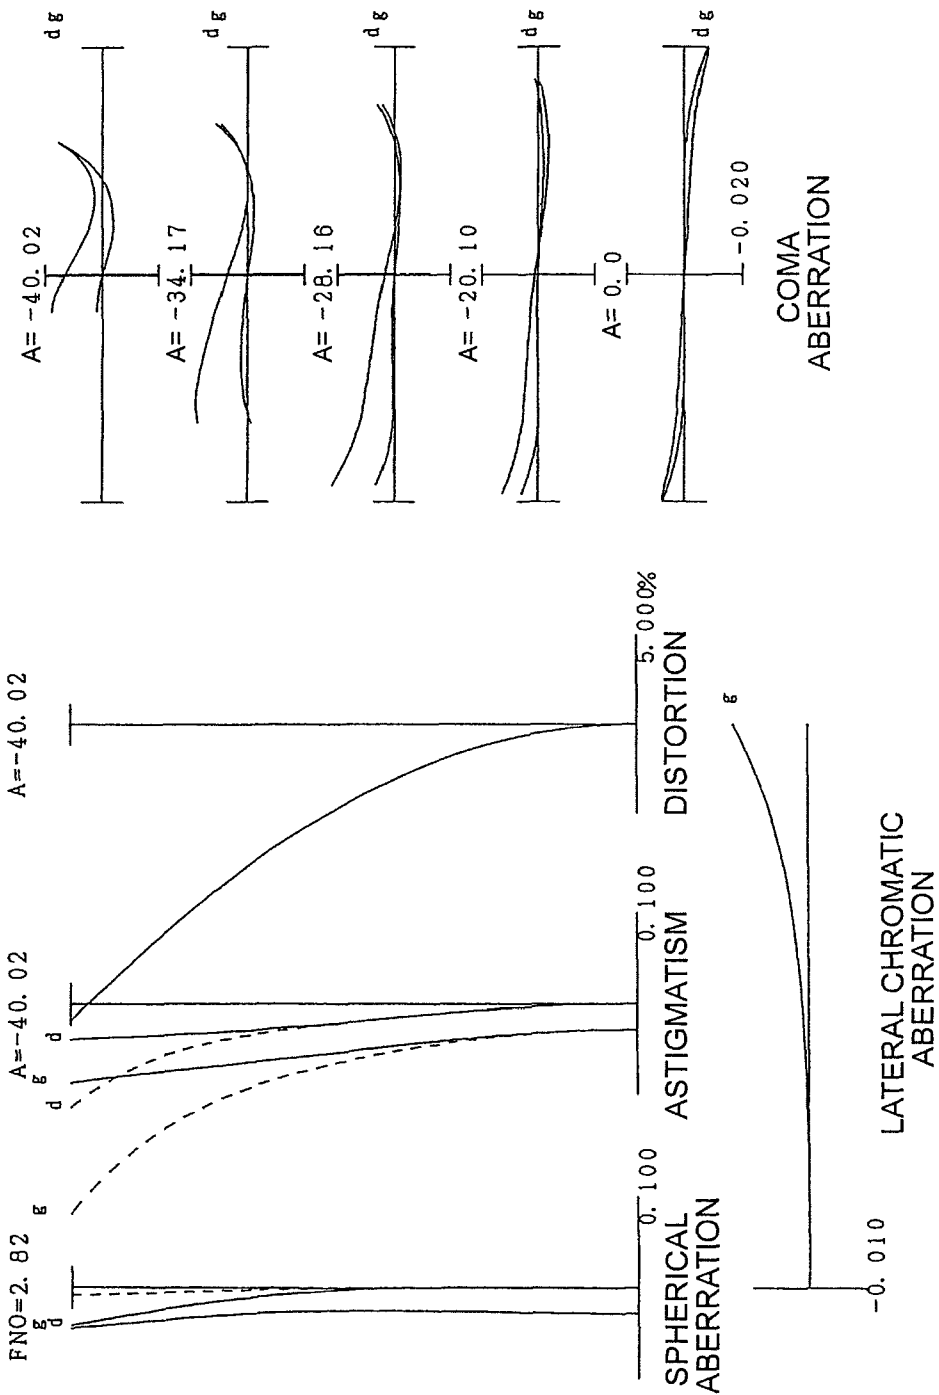 FNO=2.82
g
d
0.100
SPHERICAL
ABERRATION
A=-40.02
d
g
d
g
0.100
ASTIGMATISM
A=-40.02
5.000%
DISTORTION
g
-0.010
LATERAL CHROMATIC
ABERRATION
A=-40.02
d g
A=-34.17
d g
A=-28.16
d g
A=-20.10
d g
A=0.0
d g
-0.020
COMA
ABERRATION